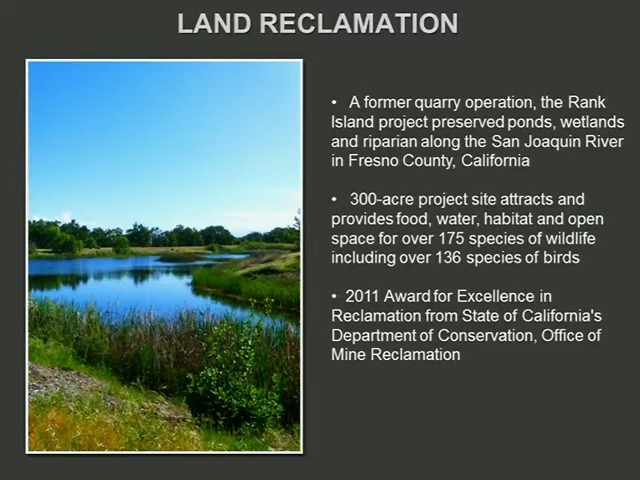 LAND RECLAMATION
• A former quarry operation, the Rank
Island project preserved ponds, wetlands
and riparian along the San Joaquin River
in Fresno County, California
• 300-acre project site attracts and
provides food, water, habitat and open
space for over 175 species of wildlife
including over 136 species of birds
• 2011 Award for Excellence in
Reclamation from State of California's
Department of Conservation, Office of
Mine Reclamation